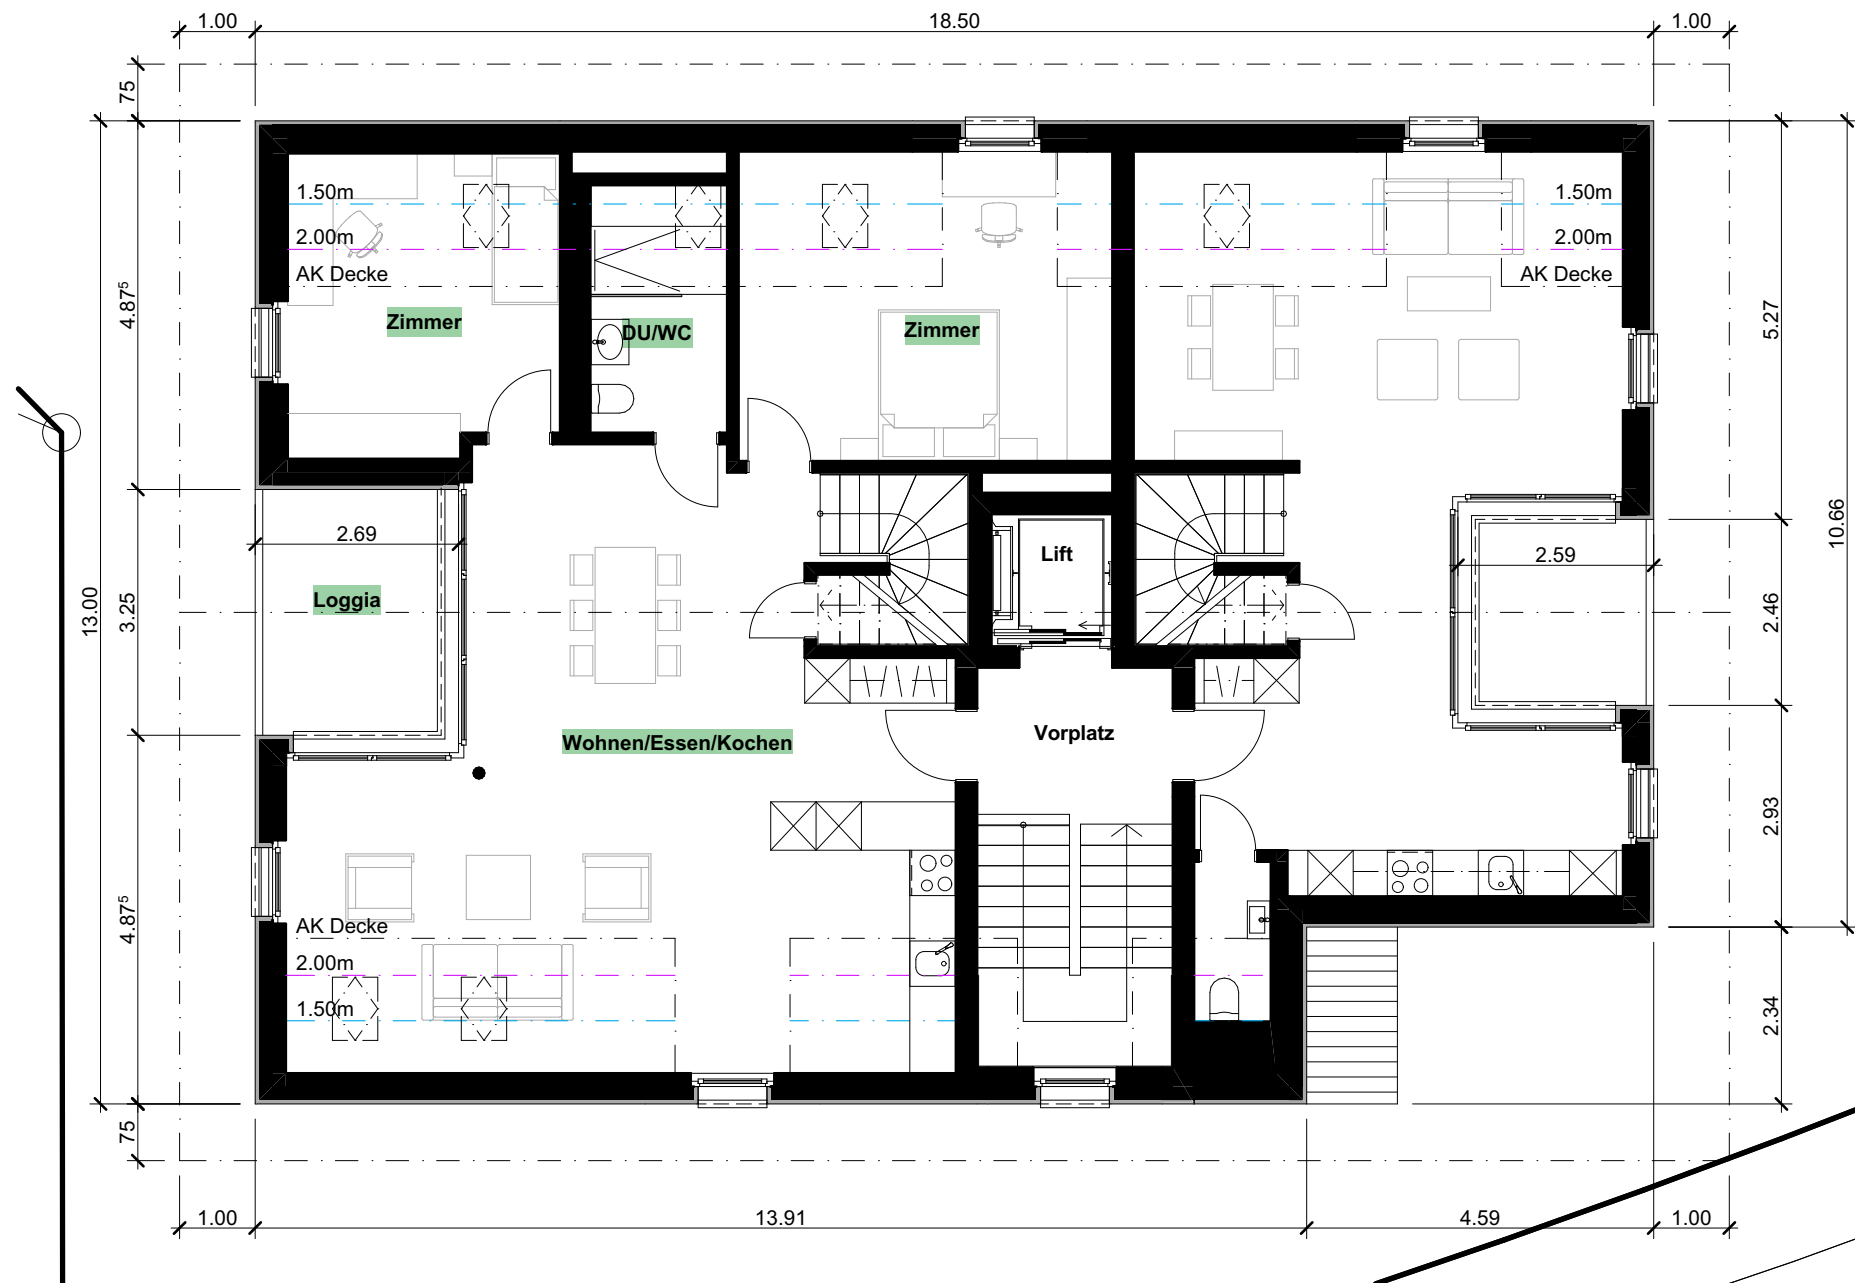 1.00
18.50
1.00
75
1.50m
1.50m
2.00m
2.00m
AK Decke
AK Decke
4.87⁵
5.27
Zimmer
DU/WC
Zimmer
10.66
2.69
Lift
2.59
13.00
3.25
Loggia
2.46
Vorplatz
Wohnen/Essen/Kochen
2.93
4.87⁵
AK Decke
2.00m
1.50m
2.34
75
1.00
13.91
4.59
1.00